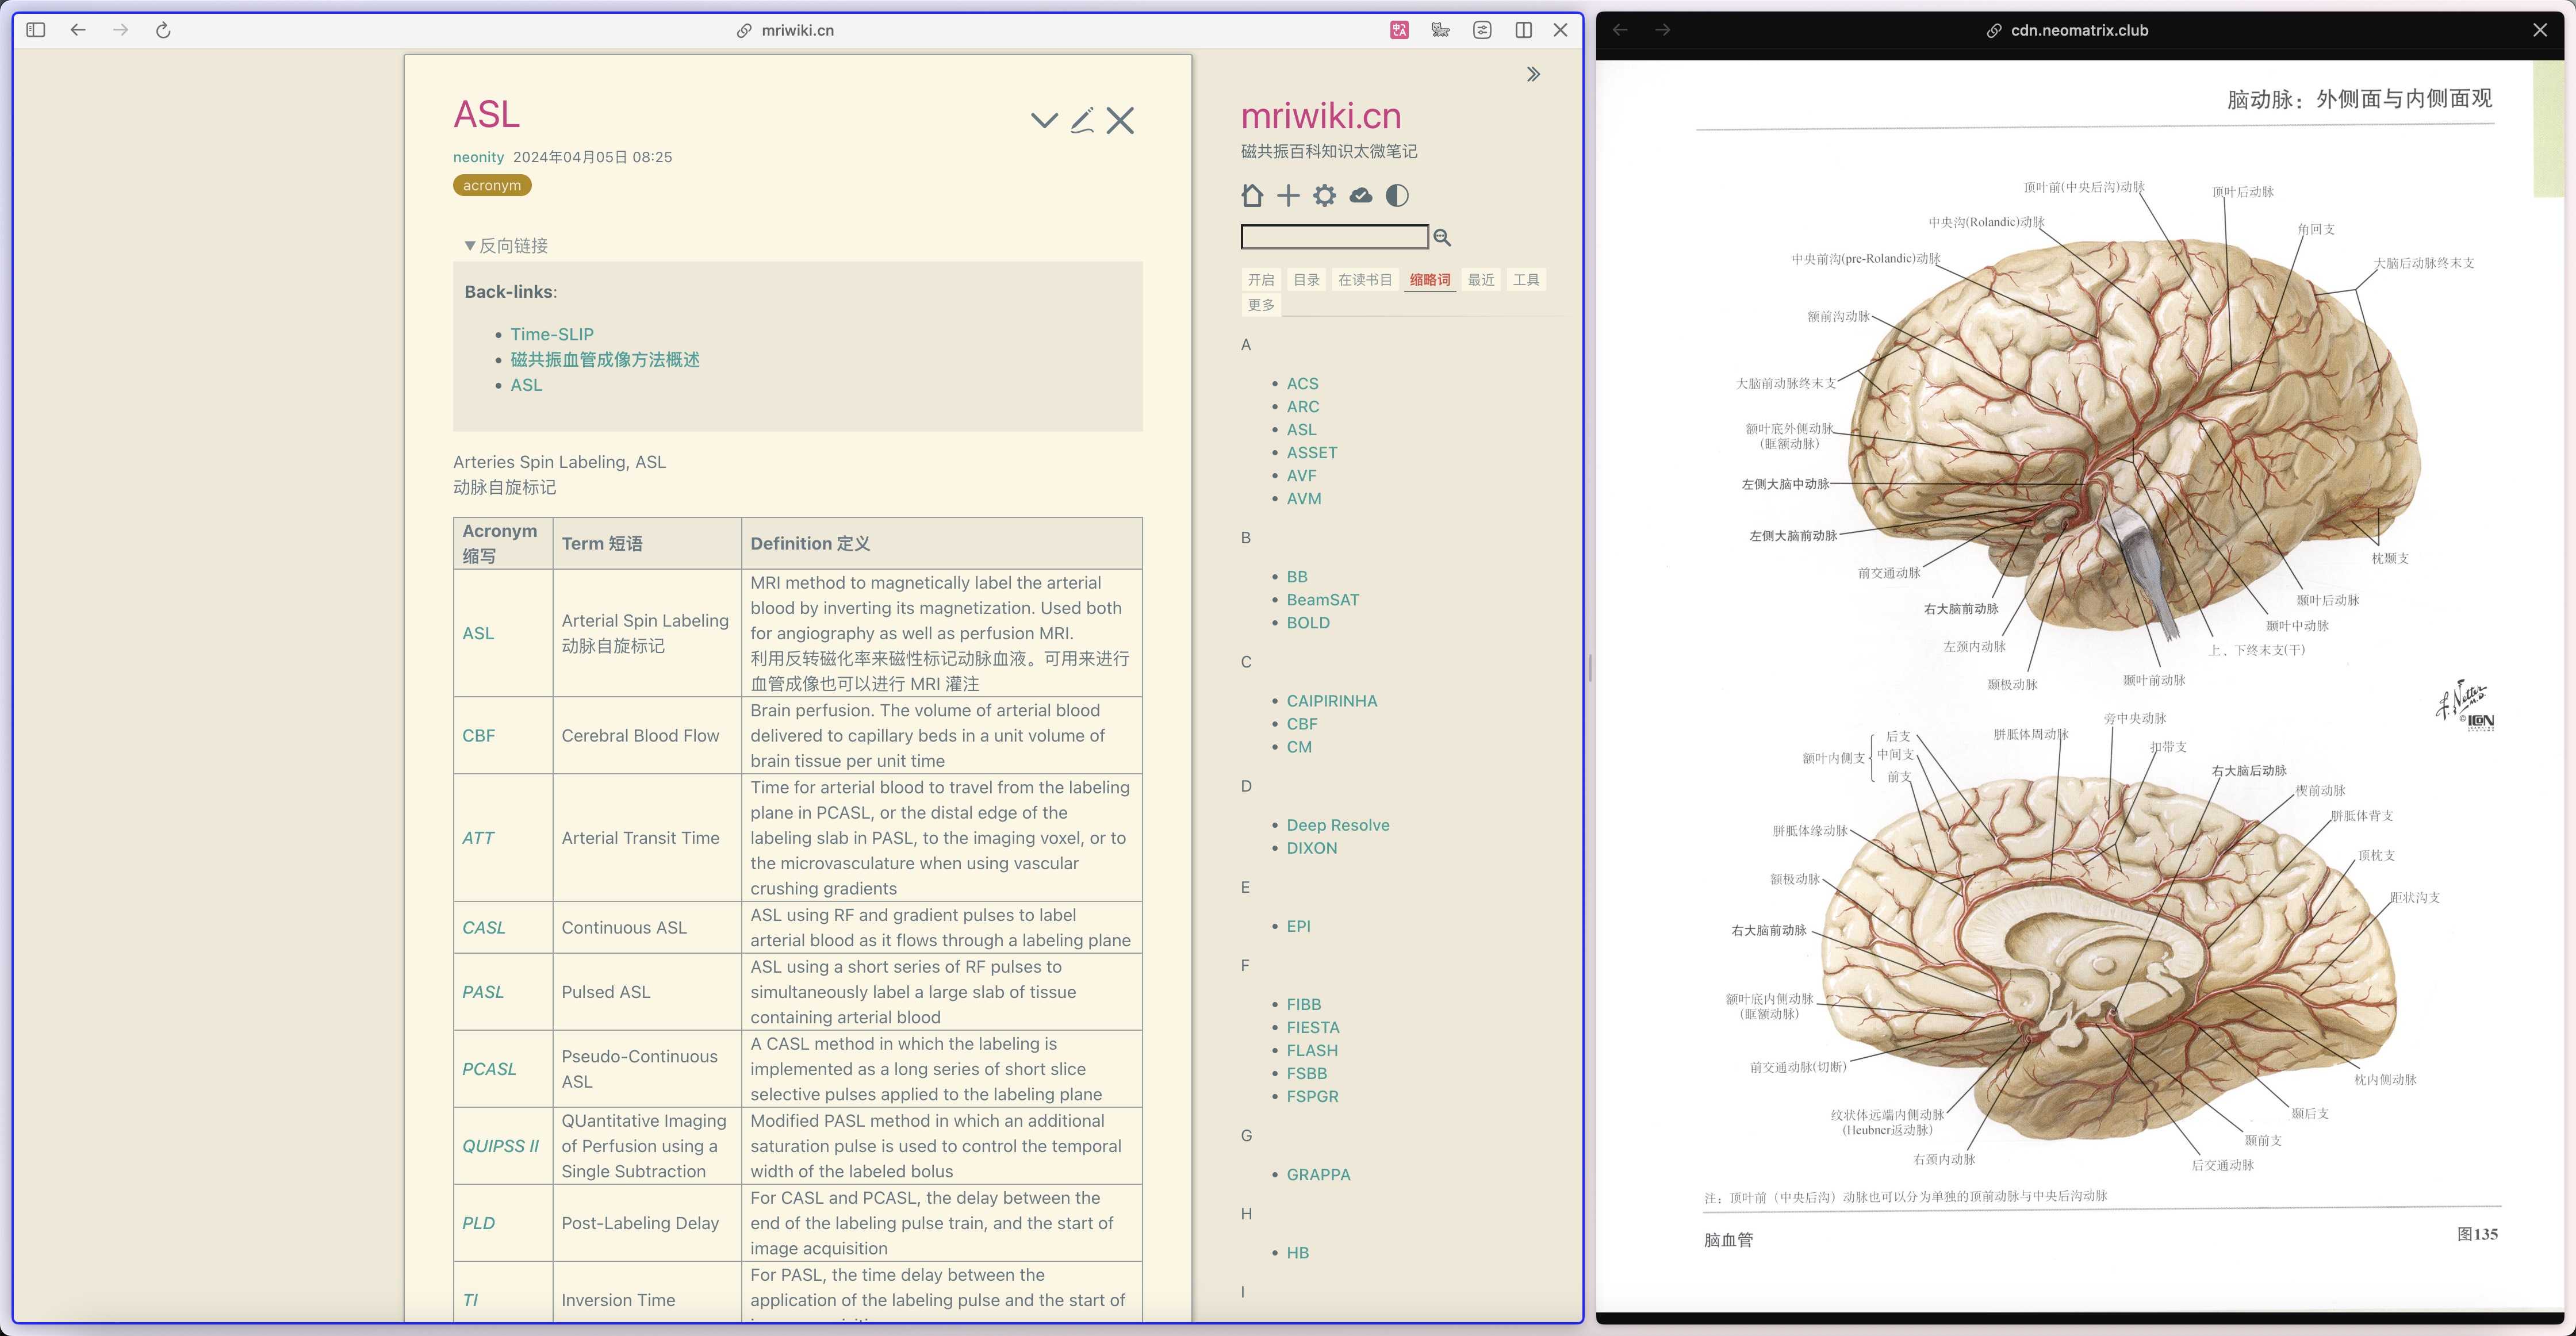 mriwiki.cn
ASL
neonity 2024年04月05日 08:25
acronym
▼反向链接
Back-links:
Time-SLIP
磁共振血管成像方法概述
ASL
Arteries Spin Labeling, ASL
动脉自旋标记
Acronym
缩写
Term 短语
Definition 定义
ASL
Arterial Spin Labeling
动脉自旋标记
MRI method to magnetically label the arterial
blood by inverting its magnetization. Used both
for angiography as well as perfusion MRI.
利用反转磁化率来磁性标记动脉血液。可用来进行
血管成像也可以进行 MRI 灌注
CBF
Cerebral Blood Flow
Brain perfusion. The volume of arterial blood
delivered to capillary beds in a unit volume of
brain tissue per unit time
ATT
Arterial Transit Time
Time for arterial blood to travel from the labeling
plane in PCASL, or the distal edge of the
labeling slab in PASL, to the imaging voxel, or to
the microvasculature when using vascular
crushing gradients
CASL
Continuous ASL
ASL using RF and gradient pulses to label
arterial blood as it flows through a labeling plane
PASL
Pulsed ASL
ASL using a short series of RF pulses to
simultaneously label a large slab of tissue
containing arterial blood
PCASL
Pseudo-Continuous
ASL
A CASL method in which the labeling is
implemented as a long series of short slice
selective pulses applied to the labeling plane
QUIPSS II
QUantitative Imaging
of Perfusion using a
Single Subtraction
Modified PASL method in which an additional
saturation pulse is used to control the temporal
width of the labeled bolus
PLD
Post-Labeling Delay
For CASL and PCASL, the delay between the
end of the labeling pulse train, and the start of
image acquisition
TI
Inversion Time
For PASL, the time delay between the
application of the labeling pulse and the start of
mriwiki.cn
磁共振百科知识太微笔记
开启 目录 在读书目 缩略词 最近 工具
更多
A
ACS
ARC
ASL
ASSET
AVF
AVM
B
BB
BeamSAT
BOLD
C
CAIPIRINHA
CBF
CM
D
Deep Resolve
DIXON
E
EPI
F
FIBB
FIESTA
FLASH
FSBB
FSPGR
G
GRAPPA
H
HB
I
cdn.neomatrix.club
脑动脉：外侧面与内侧面观
顶叶前(中央后沟)动脉
顶叶后动脉
中央沟(Rolandic)动脉
角回支
中央前沟(pre-Rolandic)动脉
大脑后动脉终末支
额前沟动脉
大脑前动脉终末支
额叶底外侧动脉
(眶额动脉)
左侧大脑中动脉
左侧大脑前动脉
枕颞支
前交通动脉
颞叶后动脉
右大脑前动脉
颞叶中动脉
左颈内动脉
上、下终末支(干)
颞极动脉
颞叶前动脉
F. Netter
©ICON
旁中央动脉
额叶内侧支
后支
中间支
前支
胼胝体周动脉
扣带支
右大脑后动脉
楔前动脉
胼胝体背支
胼胝体缘动脉
顶枕支
额极动脉
距状沟支
右大脑前动脉
额叶底内侧动脉
(眶额动脉)
前交通动脉(切断)
枕内侧动脉
纹状体远端内侧动脉
(Heubner返动脉)
颞后支
颞前支
右颈内动脉
后交通动脉
注：顶叶前（中央后沟）动脉也可以分为单独的顶前动脉与中央后沟动脉
脑血管
图135